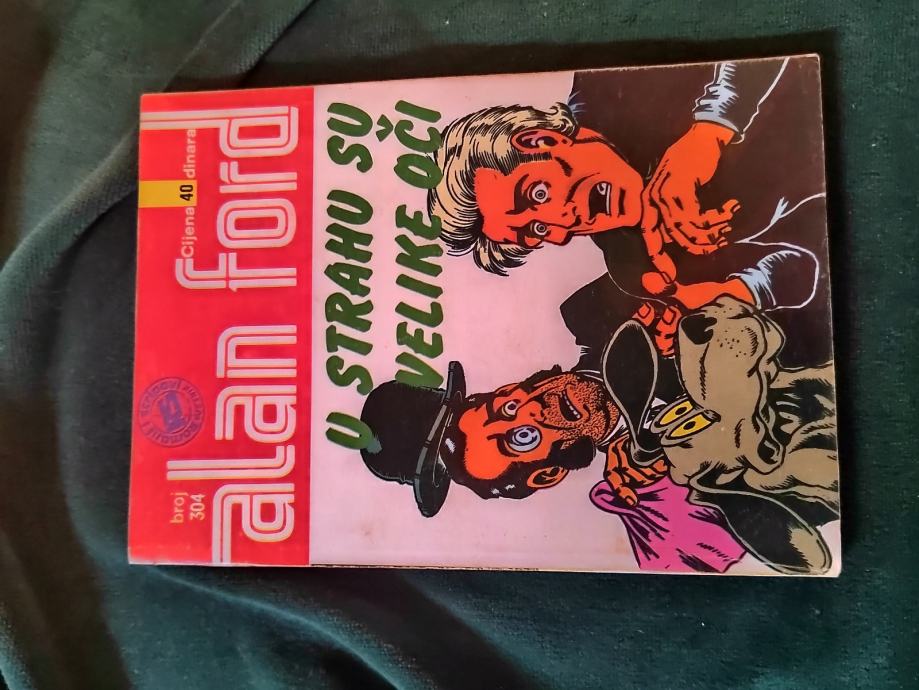 broj
304
Cijena 40 dinara
alan ford
U STRAHU SU
VELIKE OČI